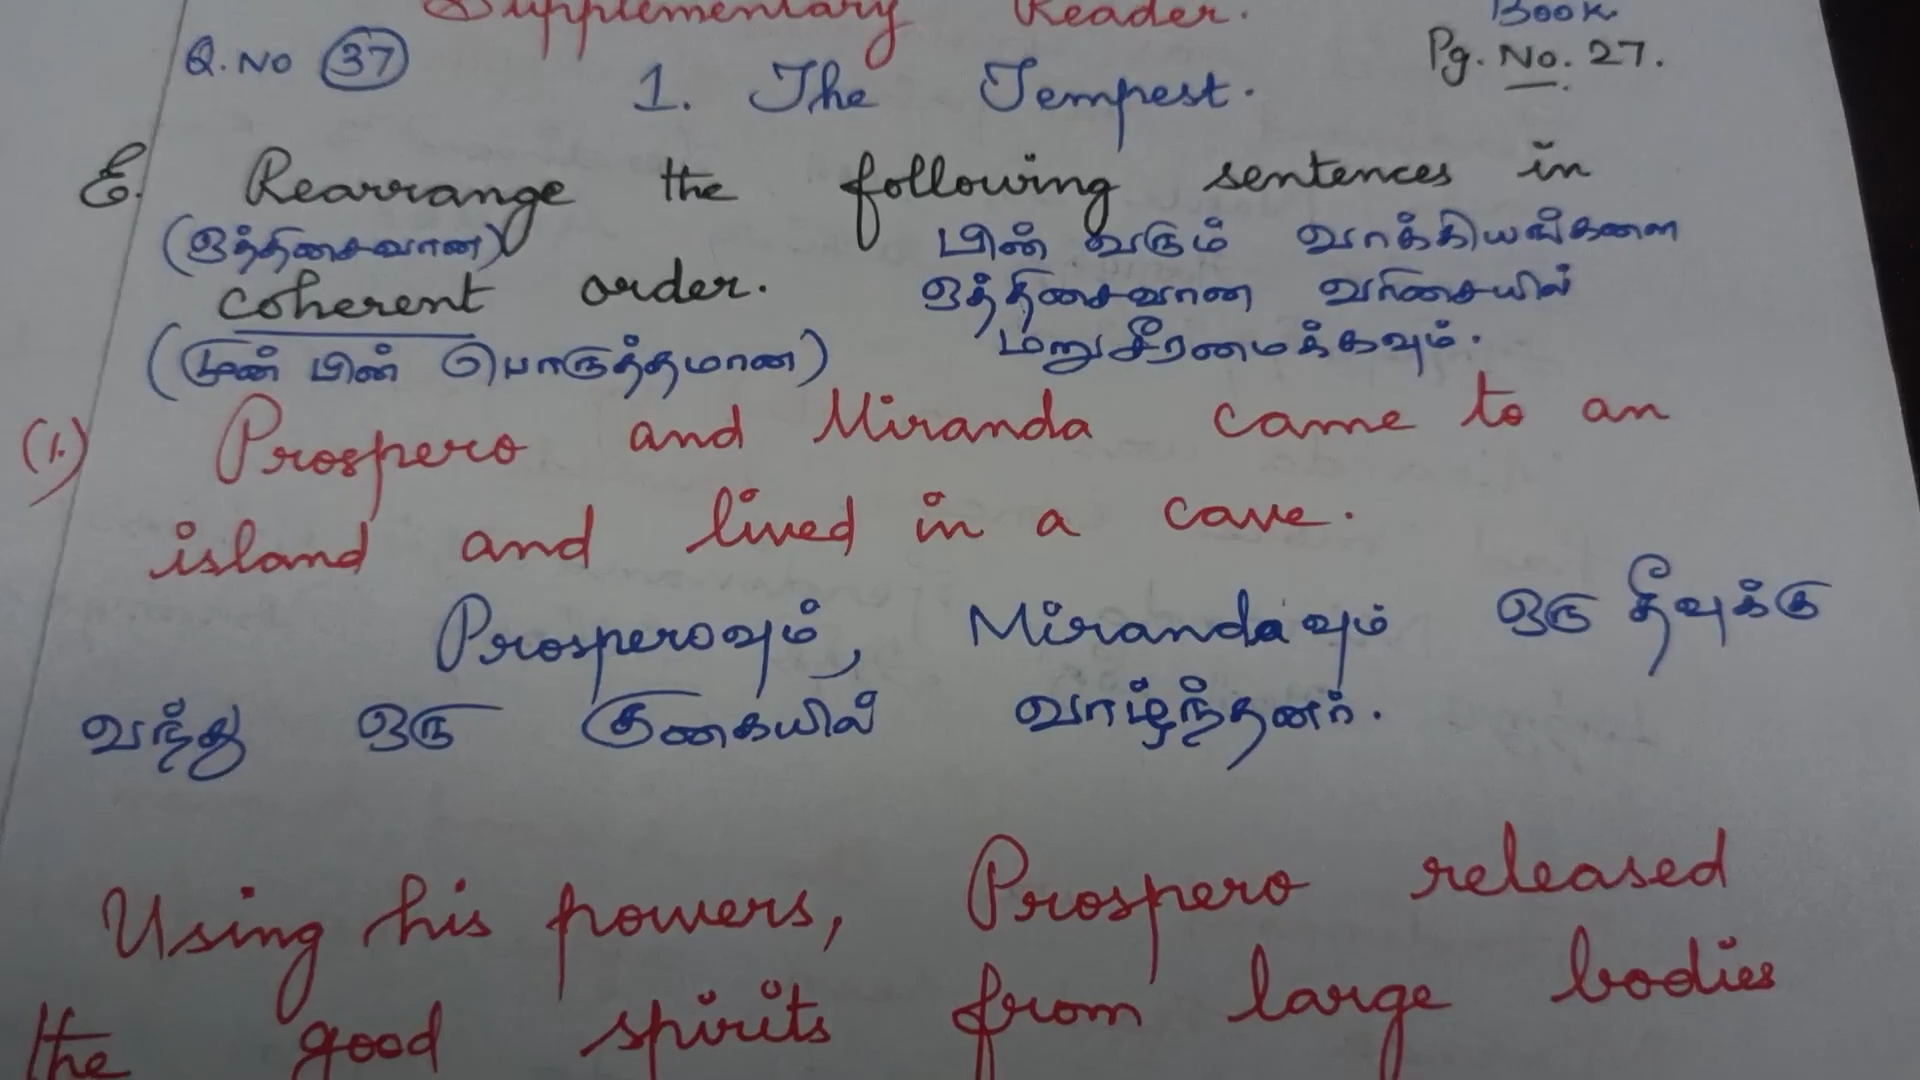 Supplementary Reader.
Book
Q. No 37
Pg. No. 27.
1. The Tempest.
E. Rearrange the following sentences in
(ஒத்திசைவான) பின் வரும் வாக்கியங்களை
coherent order. ஒத்திசைவான வரிசையில்
(முன் பின் பொருத்தமான) மறுசீரமைக்கவும்.
(1.) Prospero and Miranda came to an
island and lived in a cave.
Prosperoவும், Mirandaவும் ஒரு தீவுக்கு
வந்து ஒரு குகையில் வாழ்ந்தனர்.
Using his powers, Prospero released
the good spirits from large bodies